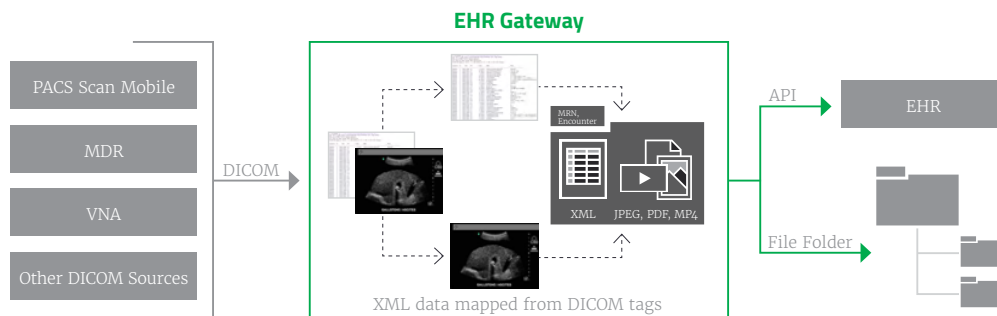 EHR Gateway
PACS Scan Mobile
MDR
VNA
Other DICOM Sources
DICOM
MRN,
Encounter
XML
JPEG, PDF, MP4
XML data mapped from DICOM tags
API
EHR
File Folder